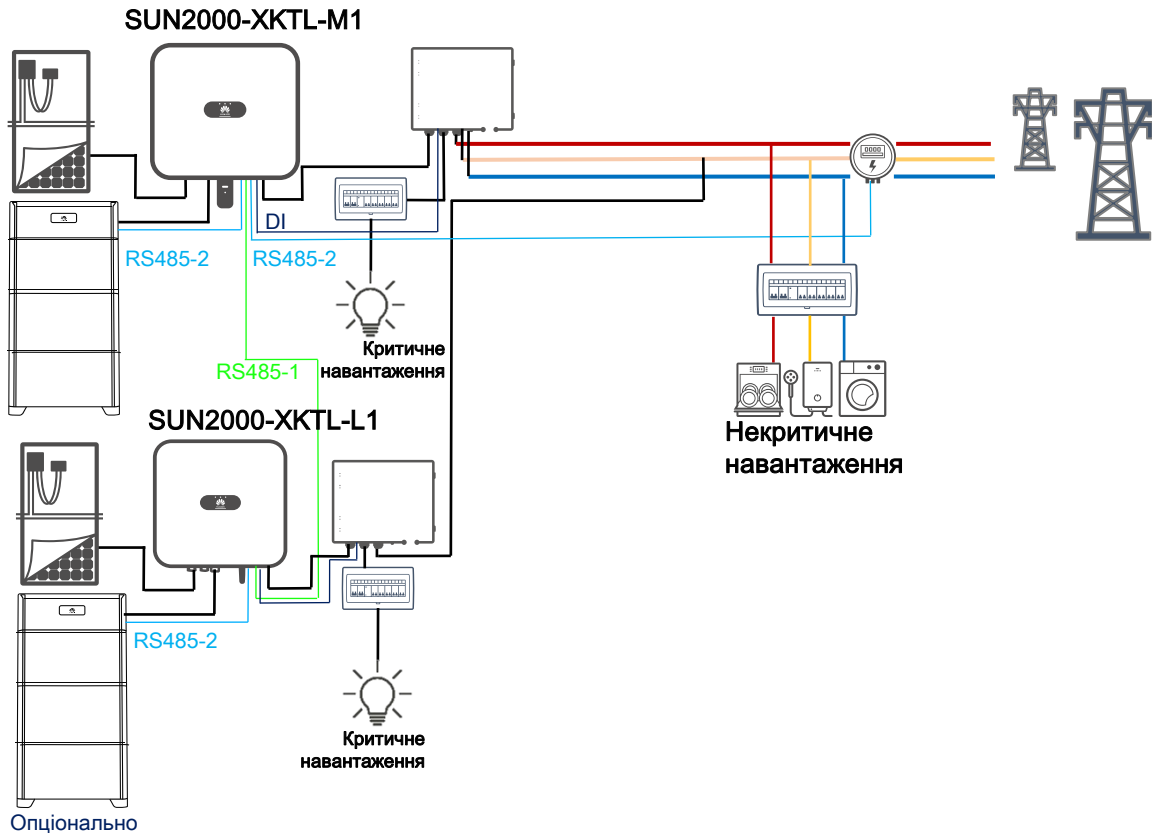 SUN2000-XKTL-M1
0000
DI
RS485-2
RS485-2
Критичне
навантаження
RS485-1
SUN2000-XKTL-L1
Некритичне
навантаження
RS485-2
Критичне
навантаження
Опціонально